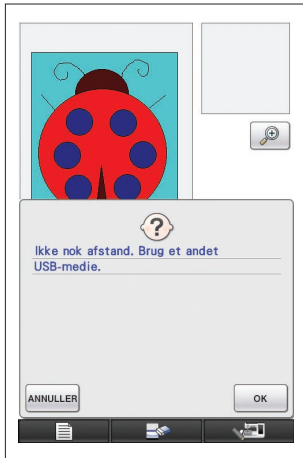 Ikke nok afstand. Brug et andet
USB-medie.
ANNULLER
OK